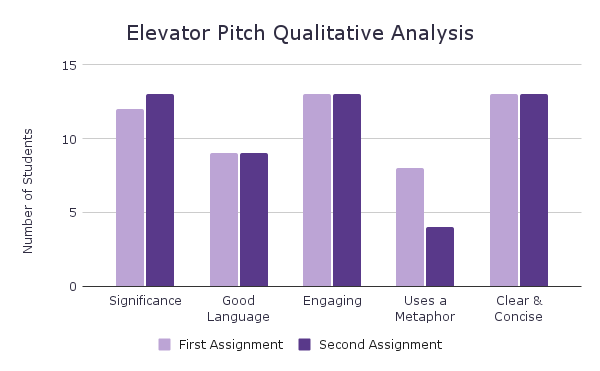 Elevator Pitch Qualitative Analysis
Number of Students
15
10
5
0
Significance
Good
Language
Engaging
Uses a
Metaphor
Clear &
Concise
First Assignment
Second Assignment